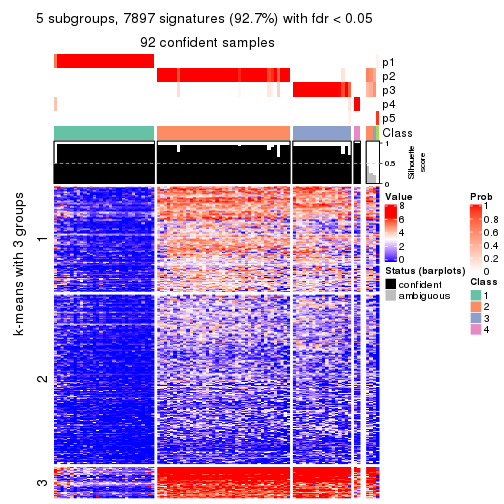 5 subgroups, 7897 signatures (92.7%) with fdr < 0.05
92 confident samples
p1
p2
p3
p4
p5
Class
1
0.5
0
Silhouette
score
k-means with 3 groups
1
2
3
Value
8
6
4
2
0
Status (barplots)
confident
ambiguous
Prob
1
0.8
0.6
0.4
0.2
0
Class
1
2
3
4